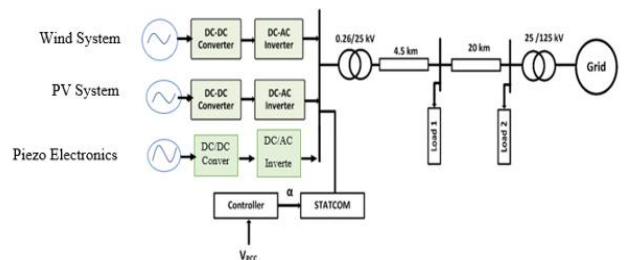 Wind System
DC-DC
Converter
DC-AC
Inverter
0.26/25 kV
4.5 km
20 km
25 /125 kV
Grid
PV System
DC-DC
Converter
DC-AC
Inverter
Load 1
Load 2
Piezo Electronics
DC/DC
Conver
DC/AC
Inverte
Controller
α
STATCOM
VPCC